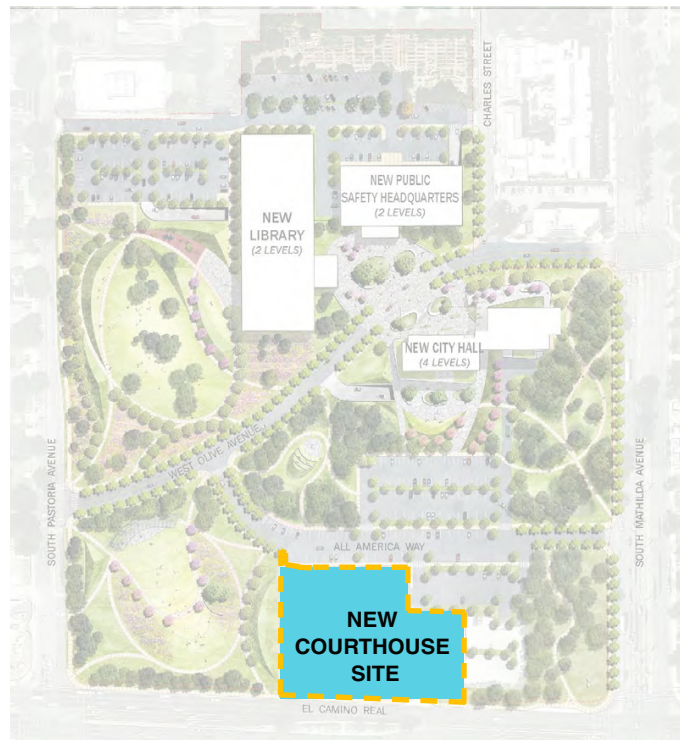 CHARLES STREET
NEW PUBLIC
SAFETY HEADQUARTERS
(2 LEVELS)
NEW
LIBRARY
(2 LEVELS)
NEW CITY HALL
(4 LEVELS)
WEST OLIVE AVENUE
SOUTH PASTORIA AVENUE
SOUTH MATHILDA AVENUE
ALL AMERICA WAY
NEW
COURTHOUSE
SITE
EL CAMINO REAL